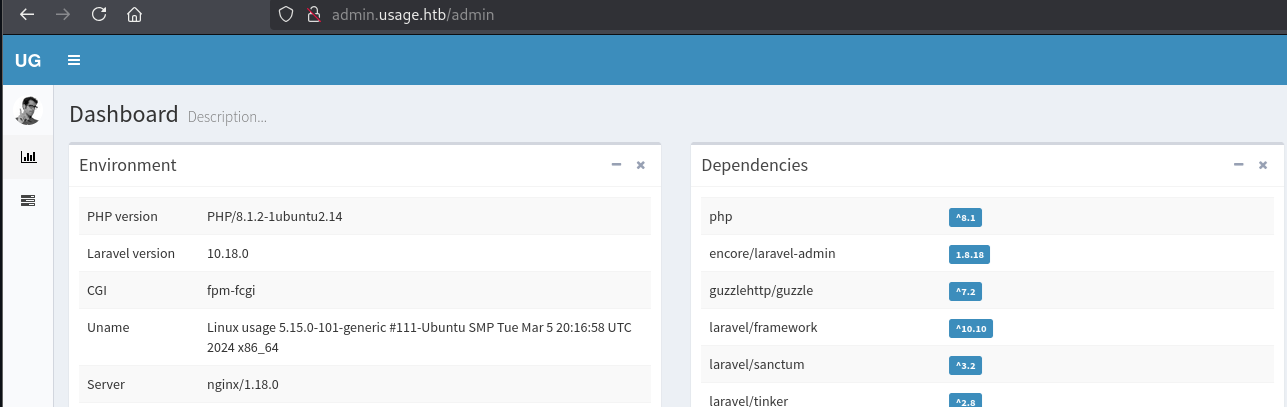 admin.usage.htb/admin
UG
Dashboard Description...
Environment
PHP version PHP/8.1.2-1ubuntu2.14
Laravel version 10.18.0
CGI fpm-fcgi
Uname Linux usage 5.15.0-101-generic #111-Ubuntu SMP Tue Mar 5 20:16:58 UTC
2024 x86_64
Server nginx/1.18.0
Dependencies
php ^8.1
encore/laravel-admin 1.8.18
guzzlehttp/guzzle ^7.2
laravel/framework ^10.10
laravel/sanctum ^3.2
laravel/tinker ^2.8